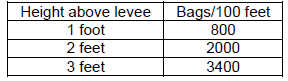 Height above levee Bags/100 feet
1 foot 800
2 feet 2000
3 feet 3400